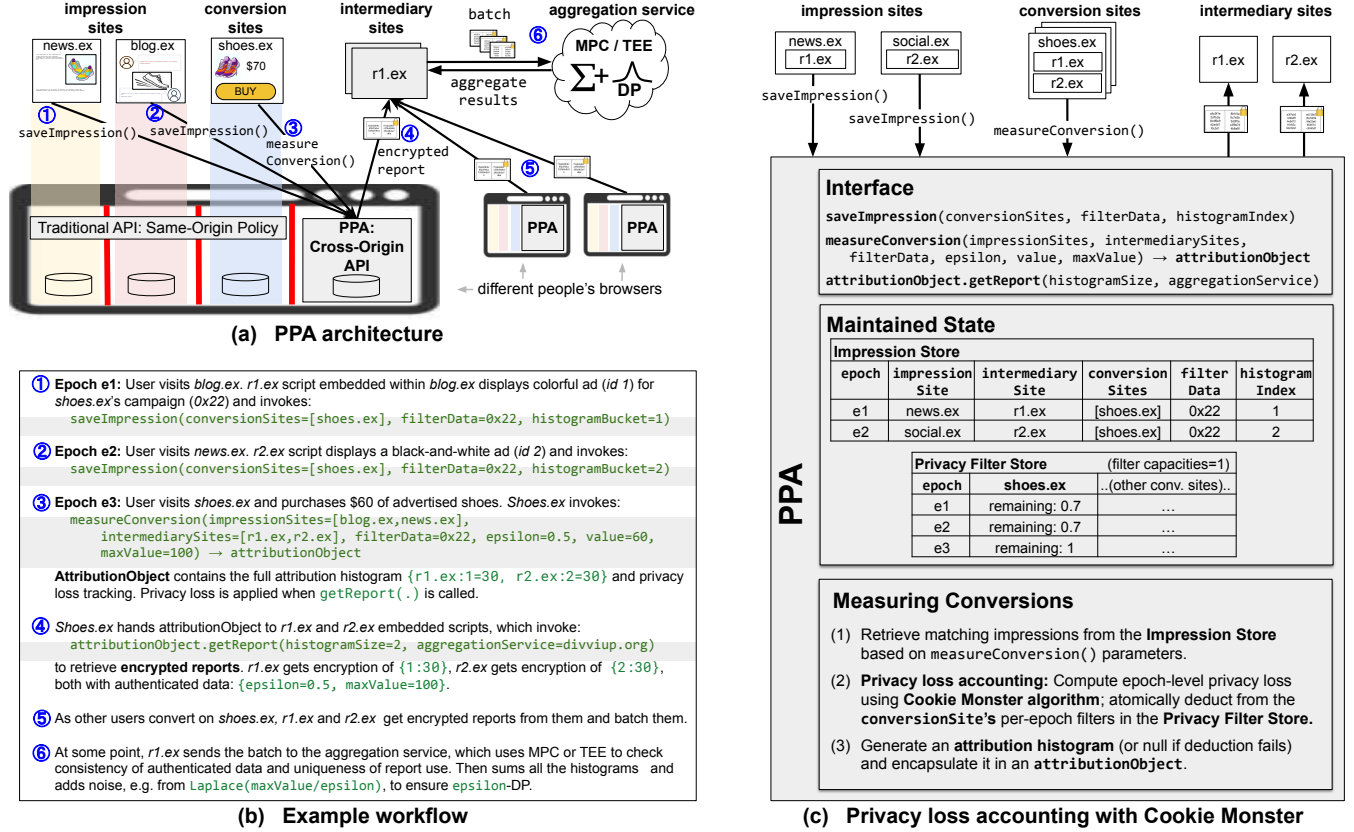 impression
sites
conversion
sites
intermediary
sites
batch
aggregation service
news.ex
blog.ex
shoes.ex
$70
BUY
r1.ex
⑥
MPC / TEE
Σ+
DP
aggregate
results
①
saveImpression()
②
saveImpression()
③
measure
Conversion()
④
encrypted
report
⑤
Traditional API: Same-Origin Policy
PPA:
Cross-Origin
API
PPA
PPA
different people's browsers
(a) PPA architecture
① Epoch e1: User visits blog.ex. r1.ex script embedded within blog.ex displays colorful ad (id 1) for
shoes.ex's campaign (0x22) and invokes:
saveImpression(conversionSites=[shoes.ex], filterData=0x22, histogramBucket=1)
② Epoch e2: User visits news.ex. r2.ex script displays a black-and-white ad (id 2) and invokes:
saveImpression(conversionSites=[shoes.ex], filterData=0x22, histogramBucket=2)
③ Epoch e3: User visits shoes.ex and purchases $60 of advertised shoes. Shoes.ex invokes:
measureConversion(impressionSites=[blog.ex,news.ex],
intermediarySites=[r1.ex,r2.ex], filterData=0x22, epsilon=0.5, value=60,
maxValue=100) → attributionObject
AttributionObject contains the full attribution histogram {r1.ex:1=30, r2.ex:2=30} and privacy
loss tracking. Privacy loss is applied when getReport(.) is called.
④ Shoes.ex hands attributionObject to r1.ex and r2.ex embedded scripts, which invoke:
attributionObject.getReport(histogramSize=2, aggregationService=divviup.org)
to retrieve encrypted reports. r1.ex gets encryption of {1:30}, r2.ex gets encryption of {2:30},
both with authenticated data: {epsilon=0.5, maxValue=100}.
⑤ As other users convert on shoes.ex, r1.ex and r2.ex get encrypted reports from them and batch them.
⑥ At some point, r1.ex sends the batch to the aggregation service, which uses MPC or TEE to check
consistency of authenticated data and uniqueness of report use. Then sums all the histograms and
adds noise, e.g. from Laplace(maxValue/epsilon), to ensure epsilon-DP.
(b) Example workflow
impression sites
conversion sites
intermediary sites
news.ex
r1.ex
social.ex
r2.ex
shoes.ex
r1.ex
r2.ex
r1.ex
r2.ex
saveImpression()
saveImpression()
measureConversion()
PPA
Interface
saveImpression(conversionSites, filterData, histogramIndex)
measureConversion(impressionSites, intermediarySites,
filterData, epsilon, value, maxValue) → attributionObject
attributionObject.getReport(histogramSize, aggregationService)
Maintained State
Impression Store
epoch impression Site intermediary Site conversion Sites filter Data histogram Index
e1 news.ex r1.ex [shoes.ex] 0x22 1
e2 social.ex r2.ex [shoes.ex] 0x22 2
Privacy Filter Store (filter capacities=1)
epoch shoes.ex ..(other conv. sites)..
e1 remaining: 0.7 …
e2 remaining: 0.7 …
e3 remaining: 1 …
Measuring Conversions
(1) Retrieve matching impressions from the Impression Store
based on measureConversion() parameters.
(2) Privacy loss accounting: Compute epoch-level privacy loss
using Cookie Monster algorithm; atomically deduct from the
conversionSite's per-epoch filters in the Privacy Filter Store.
(3) Generate an attribution histogram (or null if deduction fails)
and encapsulate it in an attributionObject.
(c) Privacy loss accounting with Cookie Monster